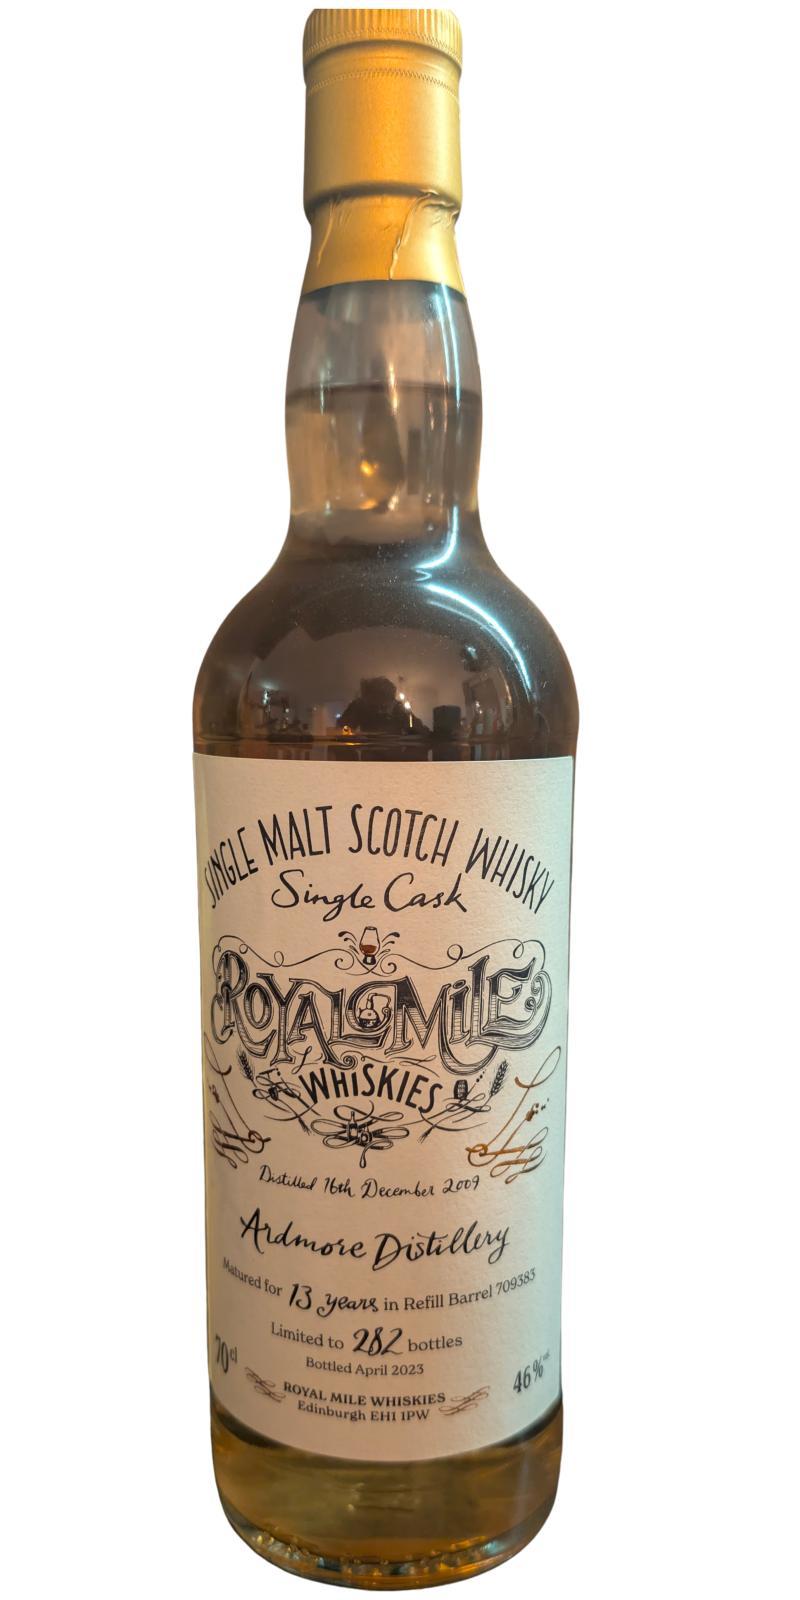 SINGLE MALT SCOTCH WHISKY
Single Cask
ROYAL MILE
WHISKIES
Distilled 16th December 2009
Ardmore Distillery
Matured for 13 years in Refill Barrel 709383
Limited to 282 bottles
Bottled April 2023
70cl
46%vol
ROYAL MILE WHISKIES
Edinburgh EH1 1PW